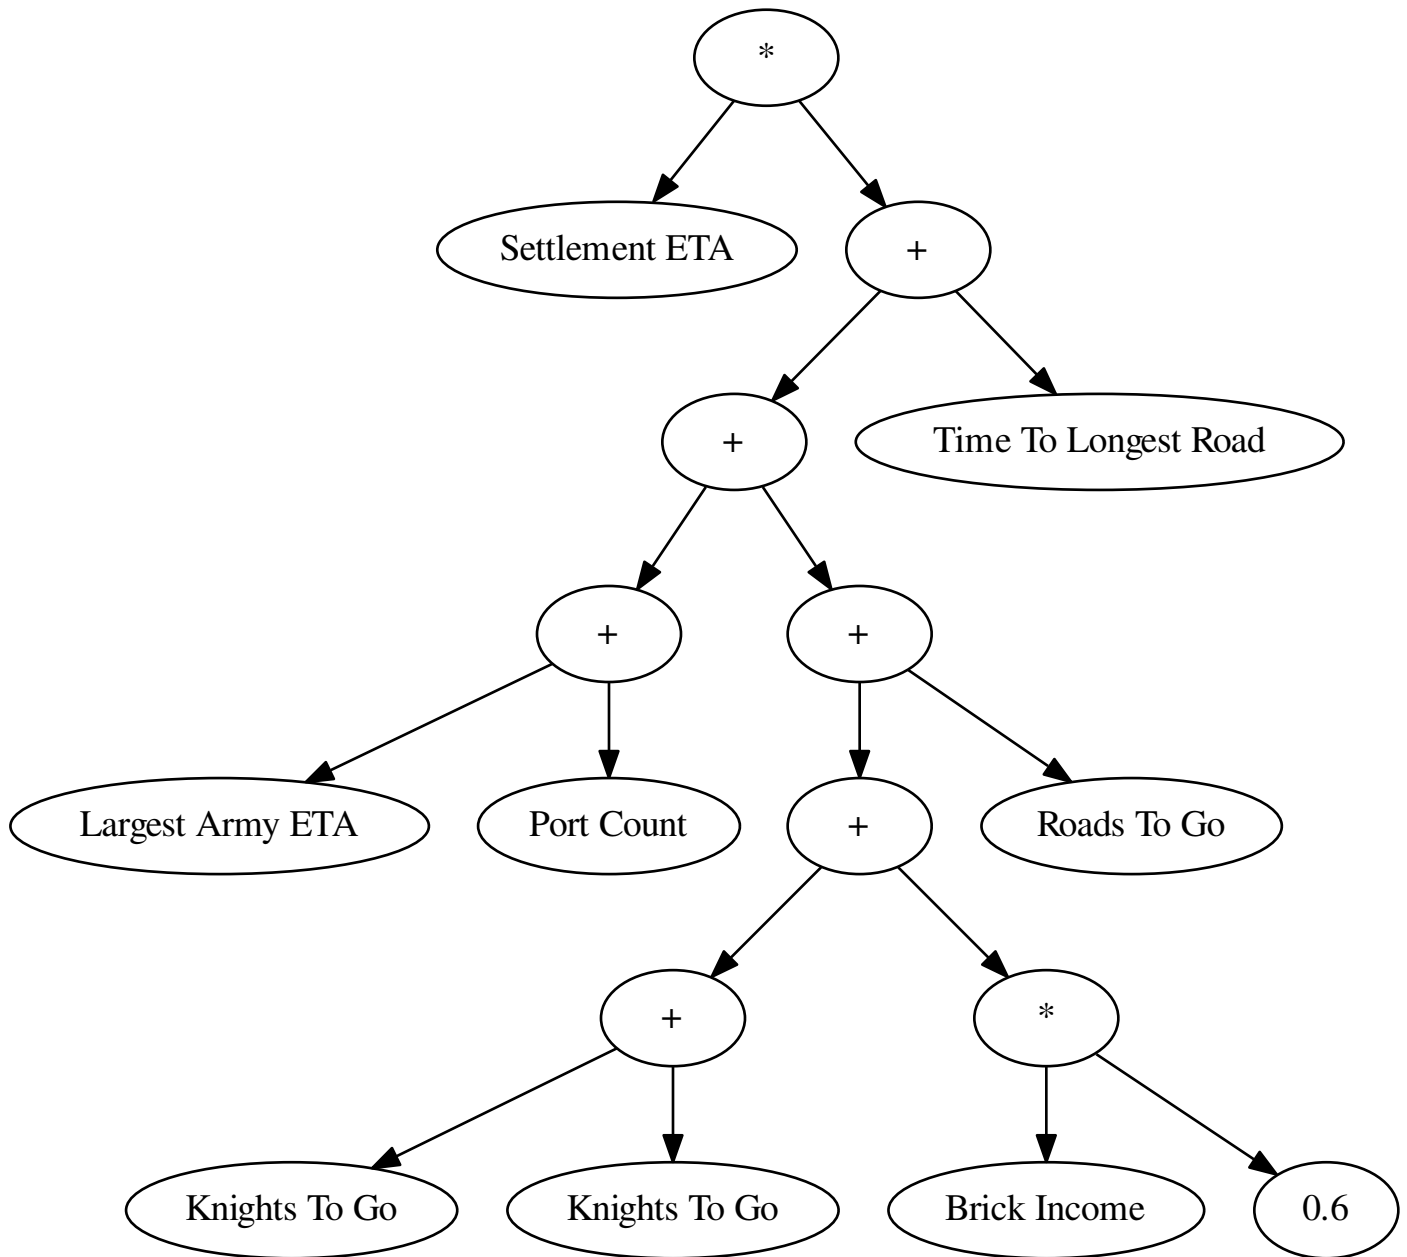 *
Settlement ETA
+
+
Time To Longest Road
+
+
Largest Army ETA
Port Count
+
Roads To Go
+
*
Knights To Go
Knights To Go
Brick Income
0.6